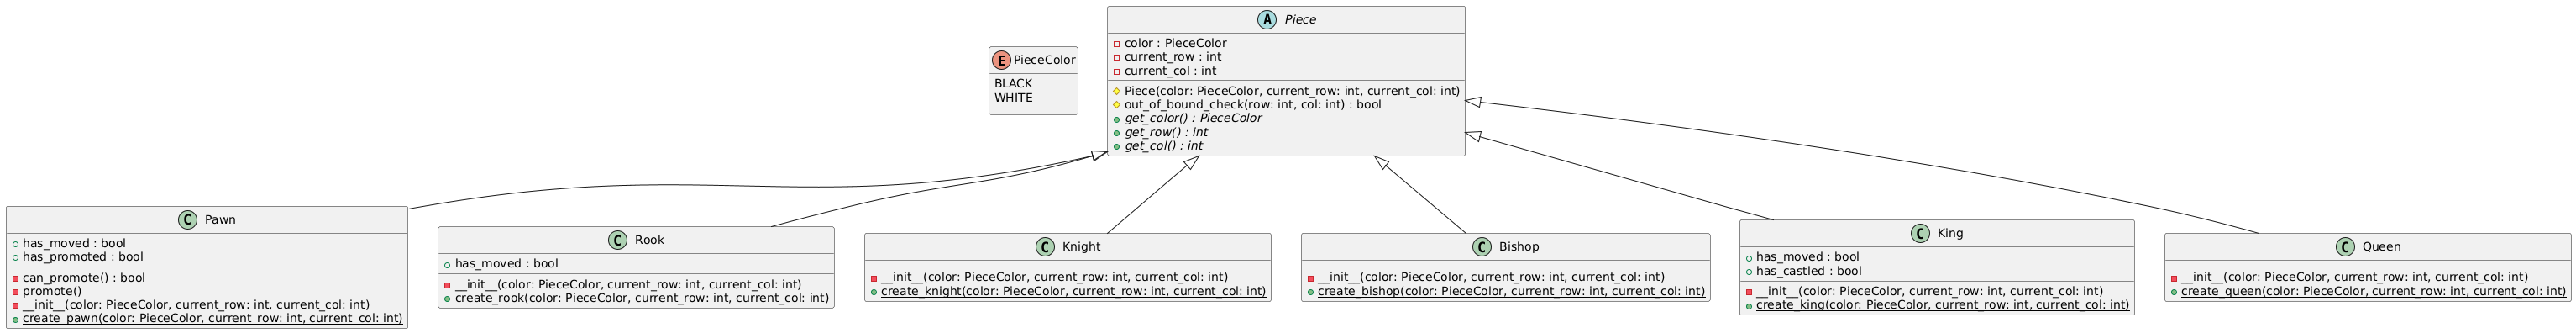 A Piece
color : PieceColor
current_row : int
current_col : int
Piece(color: PieceColor, current_row: int, current_col: int)
out_of_bound_check(row: int, col: int) : bool
get_color() : PieceColor
get_row() : int
get_col() : int
E PieceColor
BLACK
WHITE
C Pawn
has_moved : bool
has_promoted : bool
can_promote() : bool
promote()
__init__(color: PieceColor, current_row: int, current_col: int)
create_pawn(color: PieceColor, current_row: int, current_col: int)
C Rook
has_moved : bool
__init__(color: PieceColor, current_row: int, current_col: int)
create_rook(color: PieceColor, current_row: int, current_col: int)
C Knight
__init__(color: PieceColor, current_row: int, current_col: int)
create_knight(color: PieceColor, current_row: int, current_col: int)
C Bishop
__init__(color: PieceColor, current_row: int, current_col: int)
create_bishop(color: PieceColor, current_row: int, current_col: int)
C King
has_moved : bool
has_castled : bool
__init__(color: PieceColor, current_row: int, current_col: int)
create_king(color: PieceColor, current_row: int, current_col: int)
C Queen
__init__(color: PieceColor, current_row: int, current_col: int)
create_queen(color: PieceColor, current_row: int, current_col: int)